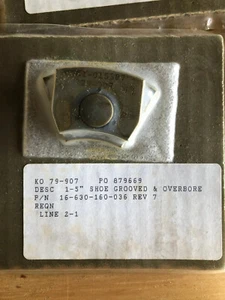 KO 79-907 PO 879669
DESC 1-5" SHOE GROOVED & OVERBORE
P/N 16-630-160-036 REV 7
REQN
LINE 2-1